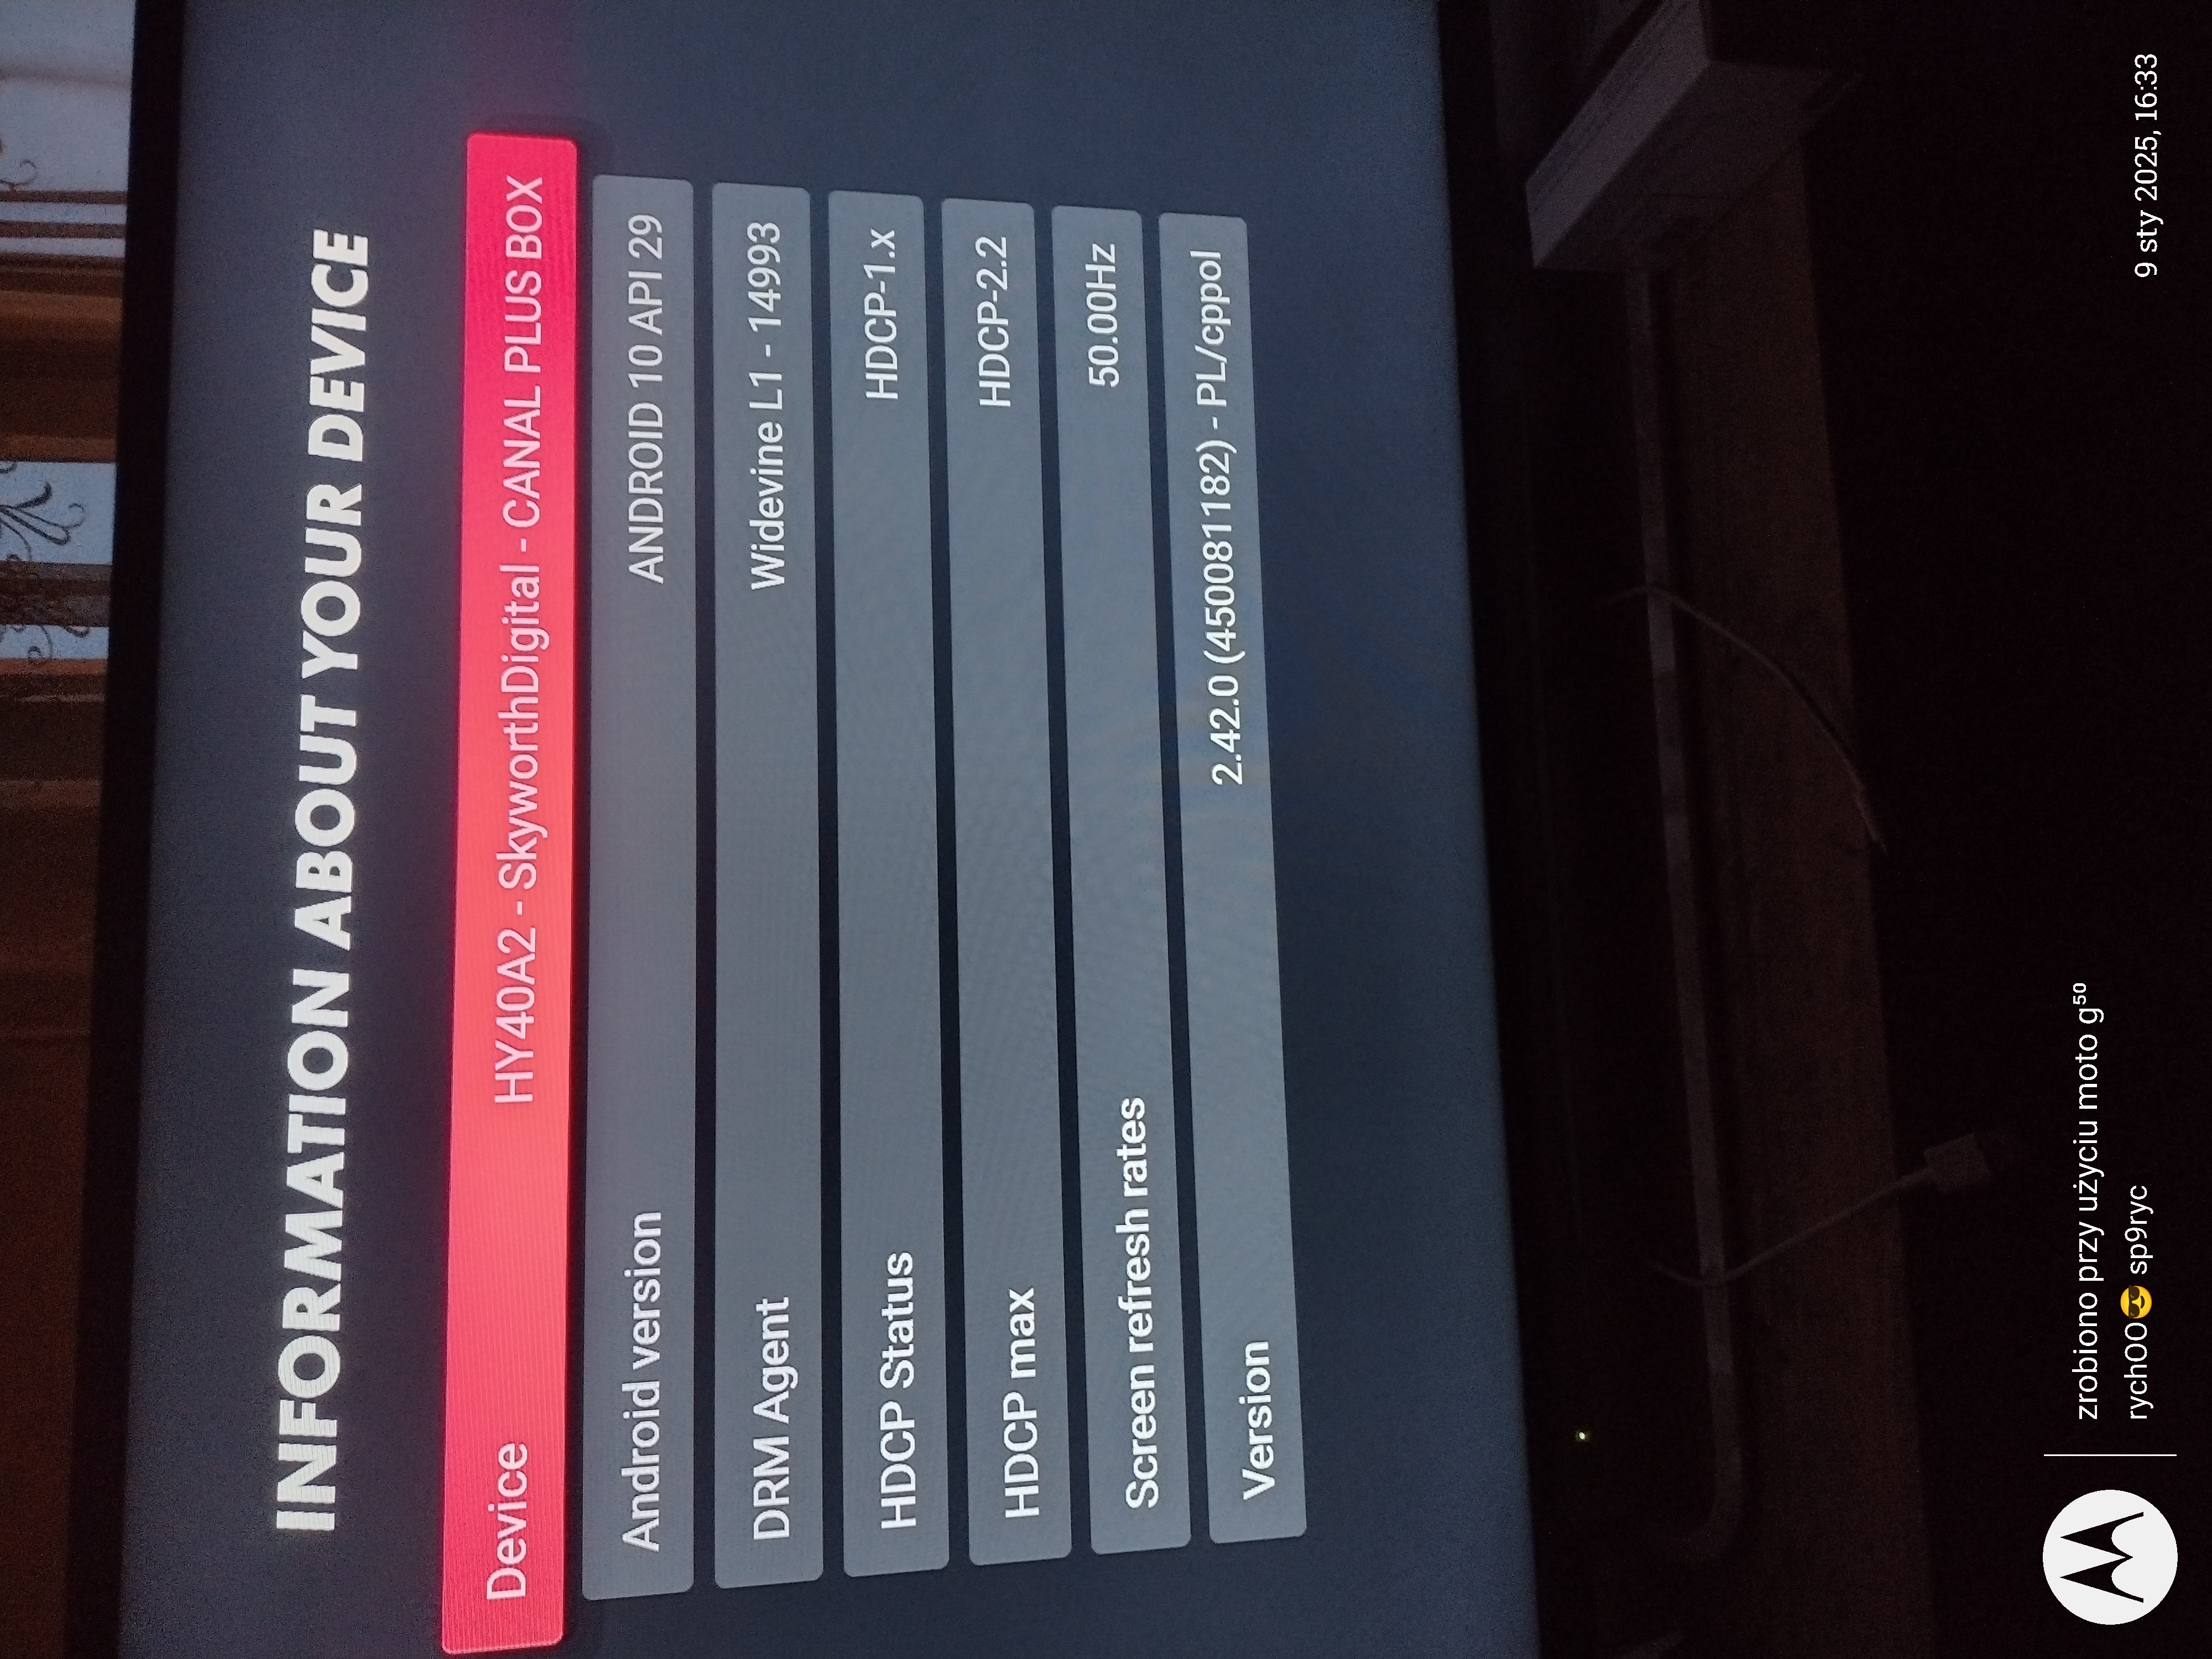 INFORMATION ABOUT YOUR DEVICE
Device HY40A2 - SkyworthDigital - CANAL PLUS BOX
Android version ANDROID 10 API 29
DRM Agent Widevine L1 - 14993
HDCP Status HDCP-1.x
HDCP max HDCP-2.2
Screen refresh rates 50.00Hz
Version 2.42.0 (450081182) - PL/cppol
zrobiono przy użyciu moto g⁵⁰
rychOO😎 sp9ryc
9 sty 2025, 16:33